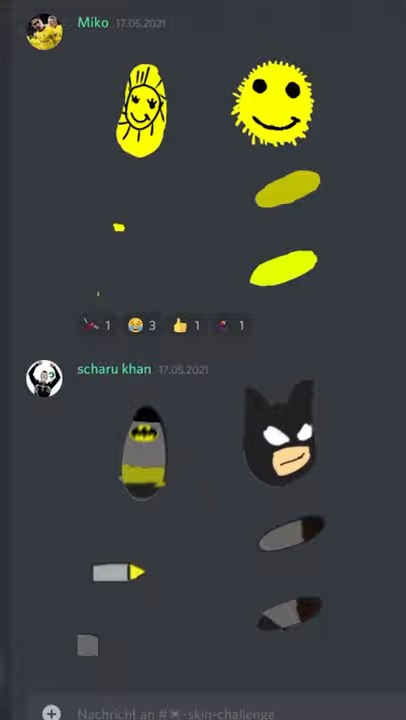 Miko 17.05.2021
1 3 1 1
scharu khan 17.05.2021
Nachricht an #☠️-skin-challenge